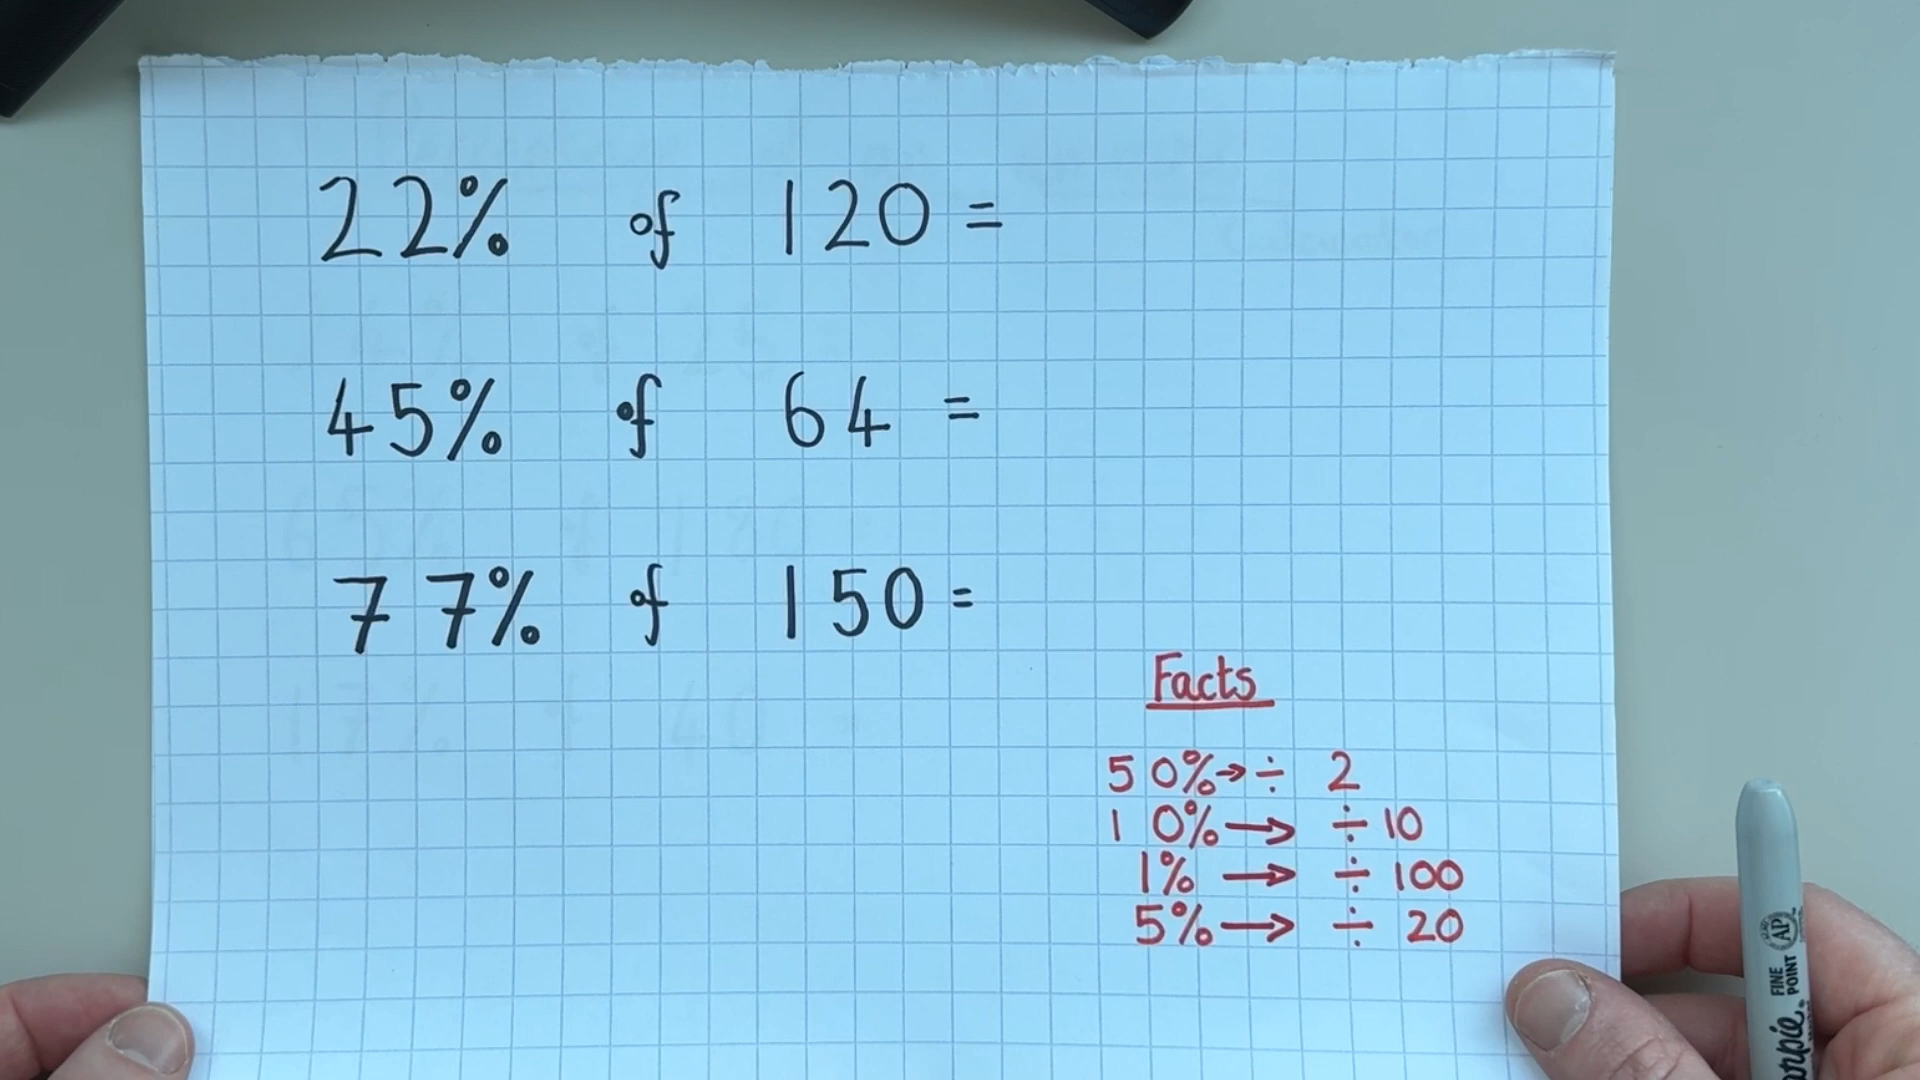 22% of 120 =
45% of 64 =
77% of 150 =
Facts
50% → ÷ 2
10% → ÷ 10
1% → ÷ 100
5% → ÷ 20
AP
FINE
POINT